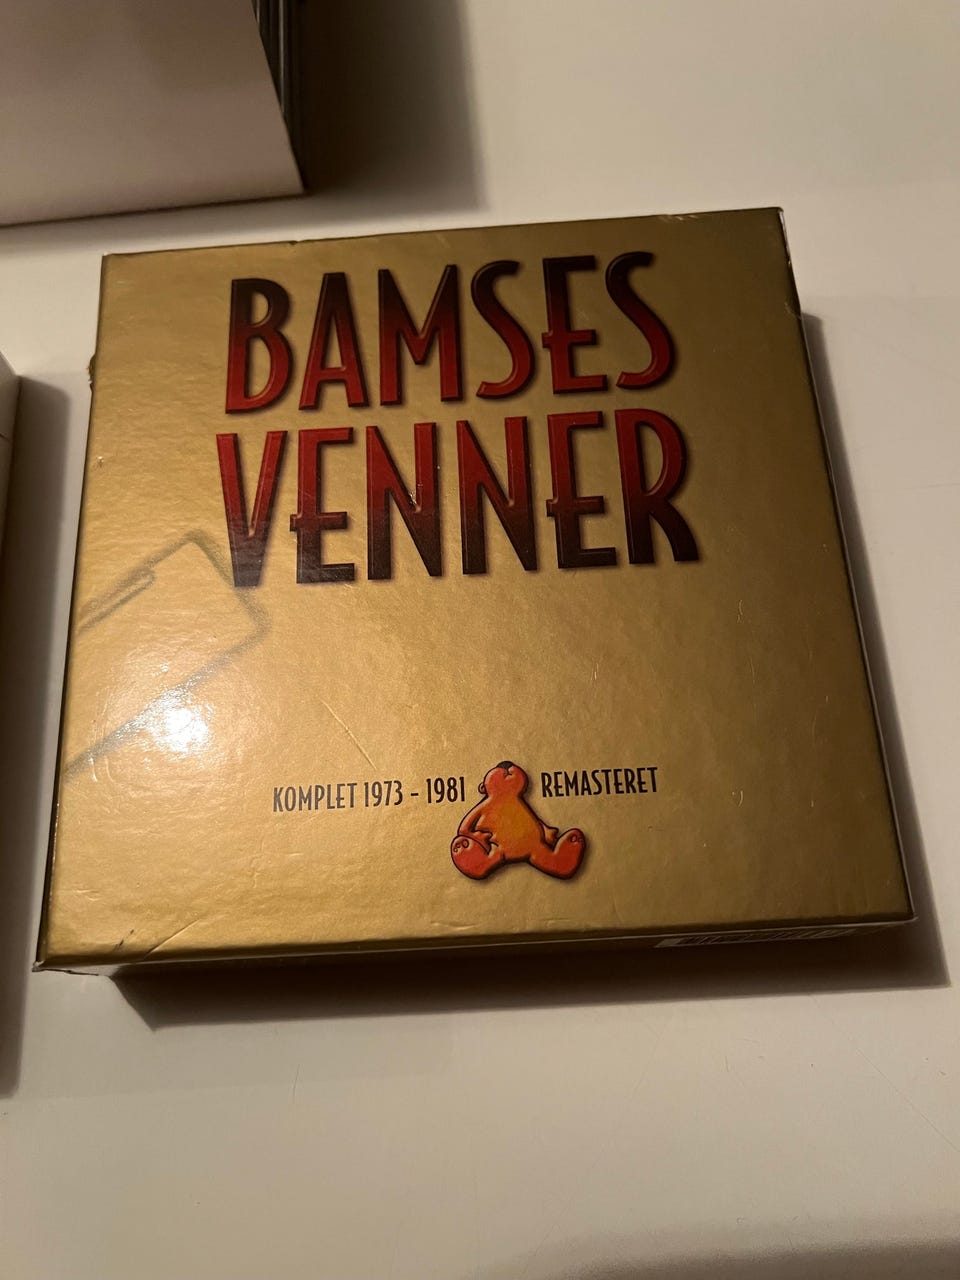 BAMSES
VENNER
KOMPLET 1973 - 1981 REMASTERET